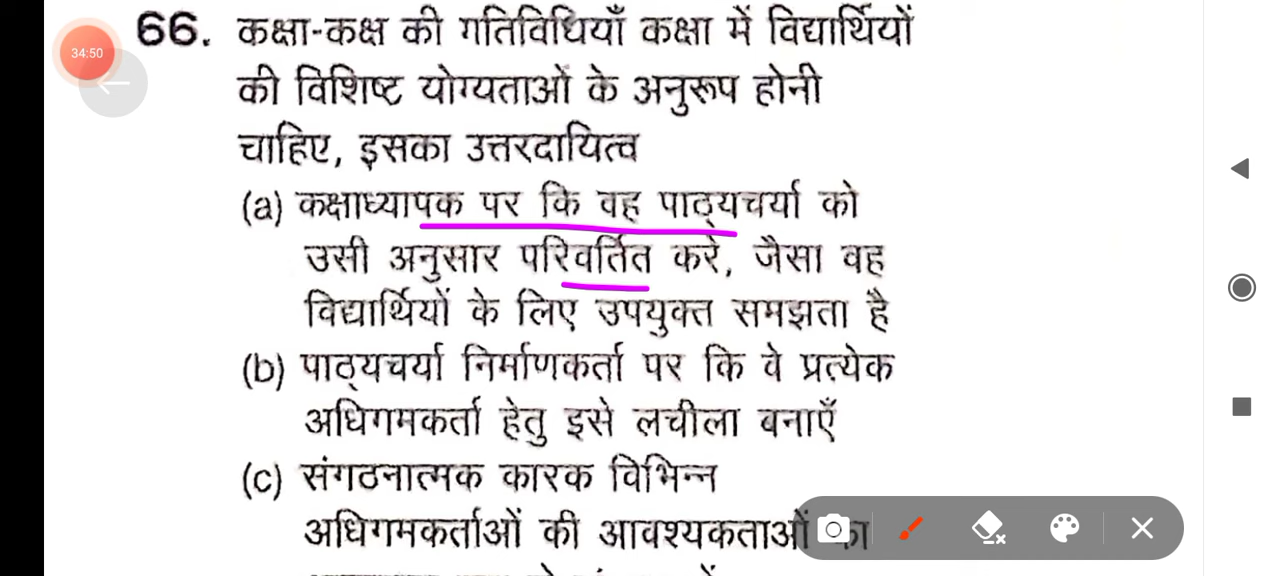 34:50
66. कक्षा-कक्ष की गतिविधियाँ कक्षा में विद्यार्थियों
की विशिष्ट योग्यताओं के अनुरूप होनी
चाहिए, इसका उत्तरदायित्व
(a) कक्षाध्यापक पर कि वह पाठ्यचर्या को
उसी अनुसार परिवर्तित करे, जैसा वह
विद्यार्थियों के लिए उपयुक्त समझता है
(b) पाठ्यचर्या निर्माणकर्ता पर कि वे प्रत्येक
अधिगमकर्ता हेतु इसे लचीला बनाएँ
(c) संगठनात्मक कारक विभिन्न
अधिगमकर्ताओं की आवश्यकताओं का